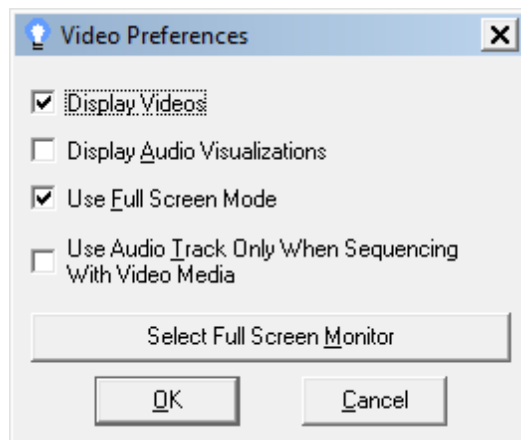 Video Preferences
Display Videos
Display Audio Visualizations
Use Full Screen Mode
Use Audio Track Only When Sequencing
With Video Media
Select Full Screen Monitor
OK
Cancel